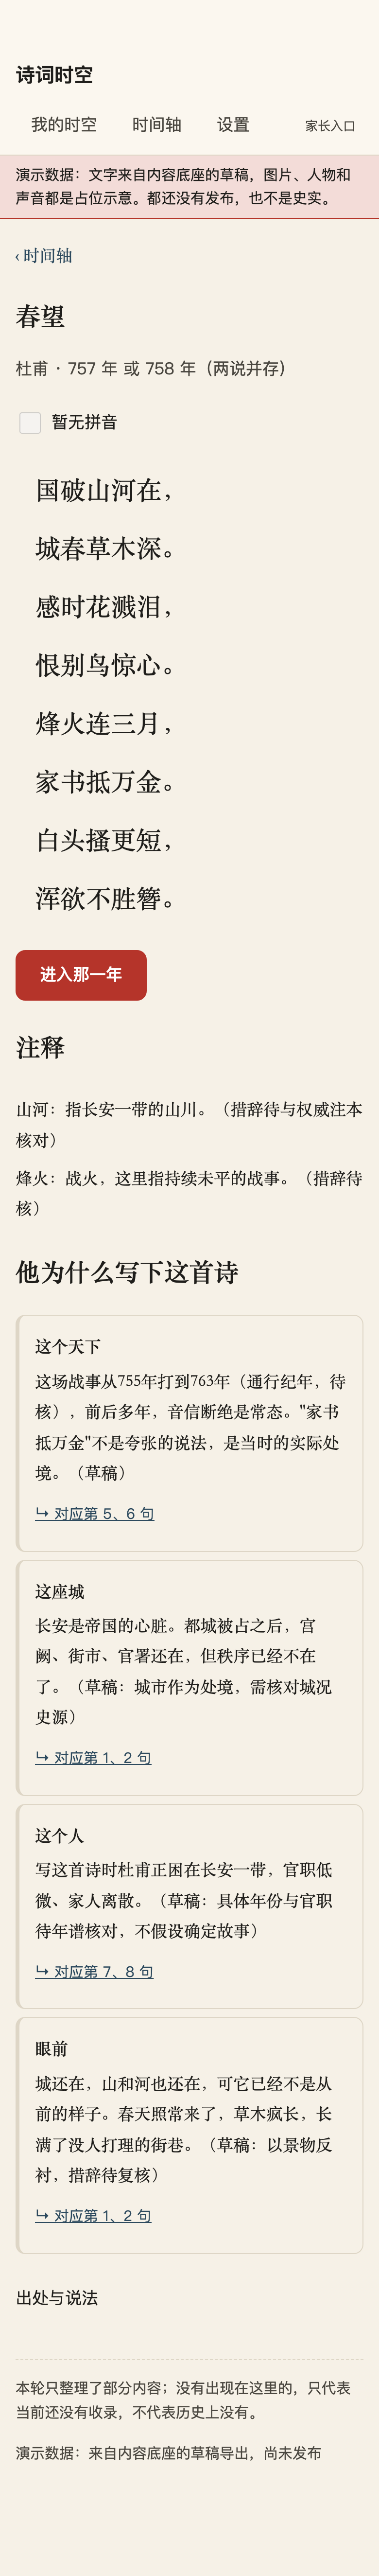 诗词时空
我的时空 时间轴 设置 家长入口
演示数据：文字来自内容底座的草稿，图片、人物和
声音都是占位示意。都还没有发布，也不是史实。
‹ 时间轴
春望
杜甫 · 757 年 或 758 年（两说并存）
暂无拼音
国破山河在，
城春草木深。
感时花溅泪，
恨别鸟惊心。
烽火连三月，
家书抵万金。
白头搔更短，
浑欲不胜簪。
进入那一年
注释
山河：指长安一带的山川。（措辞待与权威注本
核对）
烽火：战火，这里指持续未平的战事。（措辞待
核）
他为什么写下这首诗
这个天下
这场战事从755年打到763年（通行纪年，待
核），前后多年，音信断绝是常态。"家书
抵万金"不是夸张的说法，是当时的实际处
境。（草稿）
↳ 对应第 5、6 句
这座城
长安是帝国的心脏。都城被占之后，宫
阙、街市、官署还在，但秩序已经不在
了。（草稿：城市作为处境，需核对城况
史源）
↳ 对应第 1、2 句
这个人
写这首诗时杜甫正困在长安一带，官职低
微、家人离散。（草稿：具体年份与官职
待年谱核对，不假设确定故事）
↳ 对应第 7、8 句
眼前
城还在，山和河也还在，可它已经不是从
前的样子。春天照常来了，草木疯长，长
满了没人打理的街巷。（草稿：以景物反
衬，措辞待复核）
↳ 对应第 1、2 句
出处与说法
本轮只整理了部分内容；没有出现在这里的，只代表
当前还没有收录，不代表历史上没有。
演示数据：来自内容底座的草稿导出，尚未发布